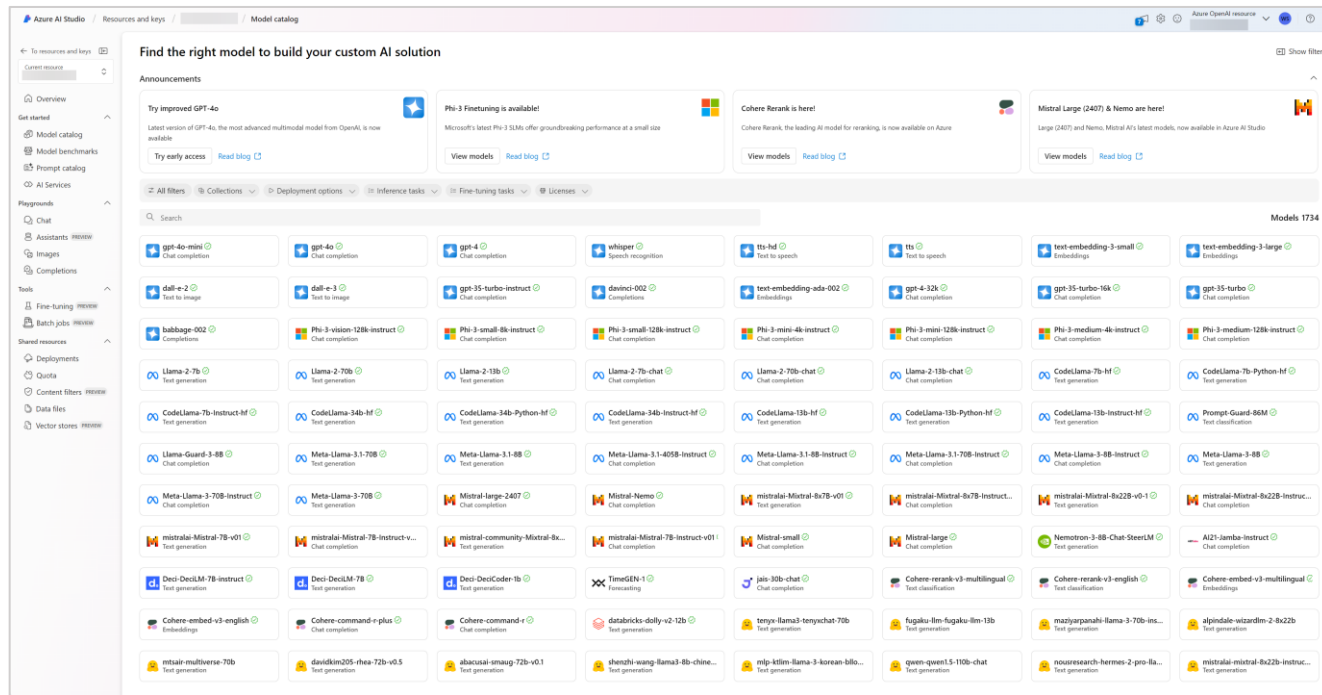 Azure AI Studio / Resources and keys / / Model catalog
Azure OpenAI resource
WS
To resources and keys
Current resource
Overview
Get started
Model catalog
Model benchmarks
Prompt catalog
AI Services
Playgrounds
Chat
Assistants PREVIEW
Images
Completions
Tools
Fine-tuning PREVIEW
Batch jobs PREVIEW
Shared resources
Deployments
Quota
Content filters PREVIEW
Data files
Vector stores PREVIEW
Find the right model to build your custom AI solution
Show filter
Announcements
Try improved GPT-4o
Latest version of GPT-4o, the most advanced multimodal model from OpenAI, is now
available
Try early access Read blog
Phi-3 Finetuning is available!
Microsoft's latest Phi-3 SLMs offer groundbreaking performance at a small size
View models Read blog
Cohere Rerank is here!
Cohere Rerank, the leading AI model for reranking, is now available on Azure
View models Read blog
Mistral Large (2407) & Nemo are here!
Large (2407) and Nemo, Mistral AI's latest models, now available in Azure AI Studio
View models Read blog
All filters Collections Deployment options Inference tasks Fine-tuning tasks Licenses
Search
Models 1734
gpt-4o-mini
Chat completion
gpt-4o
Chat completion
gpt-4
Chat completion
whisper
Speech recognition
tts-hd
Text to speech
tts
Text to speech
text-embedding-3-small
Embeddings
text-embedding-3-large
Embeddings
dall-e-2
Text to image
dall-e-3
Text to image
gpt-35-turbo-instruct
Chat completion
davinci-002
Completions
text-embedding-ada-002
Embeddings
gpt-4-32k
Chat completion
gpt-35-turbo-16k
Chat completion
gpt-35-turbo
Chat completion
babbage-002
Completions
Phi-3-vision-128k-instruct
Chat completion
Phi-3-small-8k-instruct
Chat completion
Phi-3-small-128k-instruct
Chat completion
Phi-3-mini-4k-instruct
Chat completion
Phi-3-mini-128k-instruct
Chat completion
Phi-3-medium-4k-instruct
Chat completion
Phi-3-medium-128k-instruct
Chat completion
Llama-2-7b
Text generation
Llama-2-70b
Text generation
Llama-2-13b
Text generation
Llama-2-7b-chat
Chat completion
Llama-2-70b-chat
Chat completion
Llama-2-13b-chat
Chat completion
CodeLlama-7b-hf
Text generation
CodeLlama-7b-Python-hf
Text generation
CodeLlama-7b-Instruct-hf
Text generation
CodeLlama-34b-hf
Text generation
CodeLlama-34b-Python-hf
Text generation
CodeLlama-34b-Instruct-hf
Text generation
CodeLlama-13b-hf
Text generation
CodeLlama-13b-Python-hf
Text generation
CodeLlama-13b-Instruct-hf
Text generation
Prompt-Guard-86M
Text classification
Llama-Guard-3-8B
Chat completion
Meta-Llama-3.1-70B
Text generation
Meta-Llama-3.1-8B
Text generation
Meta-Llama-3.1-405B-Instruct
Chat completion
Meta-Llama-3.1-8B-Instruct
Chat completion
Meta-Llama-3.1-70B-Instruct
Chat completion
Meta-Llama-3-8B-Instruct
Chat completion
Meta-Llama-3-8B
Text generation
Meta-Llama-3-70B-Instruct
Chat completion
Meta-Llama-3-70B
Text generation
Mistral-large-2407
Chat completion
Mistral-Nemo
Chat completion
mistralai-Mixtral-8x7B-v01
Text generation
mistralai-Mixtral-8x7B-Instruct...
Chat completion
mistralai-Mixtral-8x22B-v0-1
Text generation
mistralai-Mixtral-8x22B-Instruc...
Chat completion
mistralai-Mistral-7B-v01
Text generation
mistralai-Mistral-7B-Instruct-v...
Chat completion
mistral-community-Mixtral-8x...
Text generation
mistralai-Mistral-7B-Instruct-v01
Chat completion
Mistral-small
Chat completion
Mistral-large
Chat completion
Nemotron-3-8B-Chat-SteerLM
Text generation
AI21-Jamba-Instruct
Chat completion
Deci-DeciLM-7B-instruct
Text generation
Deci-DeciLM-7B
Text generation
Deci-DeciCoder-1b
Text generation
TimeGEN-1
Forecasting
jais-30b-chat
Chat completion
Cohere-rerank-v3-multilingual
Text classification
Cohere-rerank-v3-english
Text classification
Cohere-embed-v3-multilingual
Embeddings
Cohere-embed-v3-english
Embeddings
Cohere-command-r-plus
Chat completion
Cohere-command-r
Chat completion
databricks-dolly-v2-12b
Text generation
tenyx-llama3-tenyxchat-70b
Text generation
fugaku-llm-fugaku-llm-13b
Text generation
maziyarpanahi-llama-3-70b-ins...
Text generation
alpindale-wizardlm-2-8x22b
Text generation
mtsair-multiverse-70b
Text generation
davidkim205-rhea-72b-v0.5
Text generation
abacusai-smaug-72b-v0.1
Text generation
shenzhi-wang-llama3-8b-chine...
Text generation
mlp-ktlim-llama-3-korean-bllo...
Text generation
qwen-qwen1.5-110b-chat
Text generation
nousresearch-hermes-2-pro-lla...
Text generation
mistralai-mixtral-8x22b-instruc...
Text generation